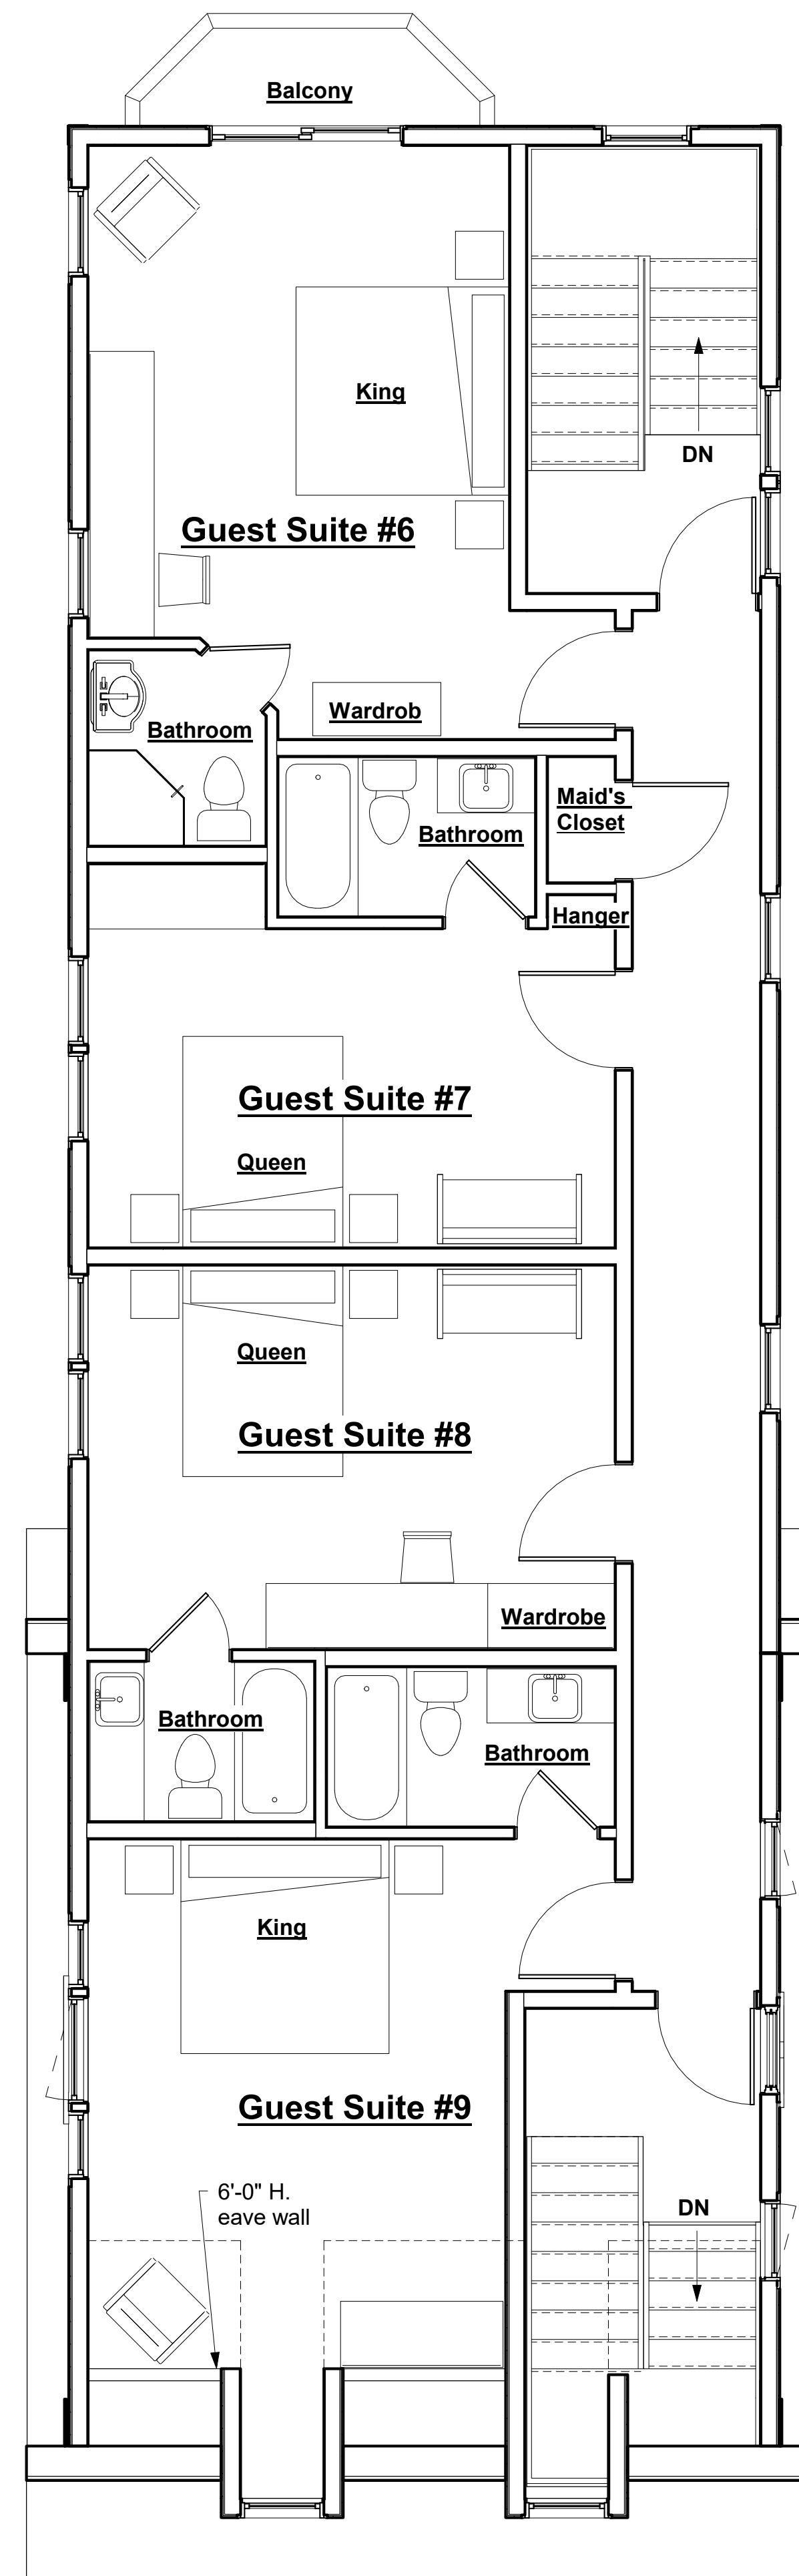 Balcony
King
DN
Guest Suite #6
Wardrob
Bathroom
Maid's
Closet
Bathroom
Hanger
Guest Suite #7
Queen
Queen
Guest Suite #8
Wardrobe
Bathroom
Bathroom
King
Guest Suite #9
6'-0" H.
eave wall
DN